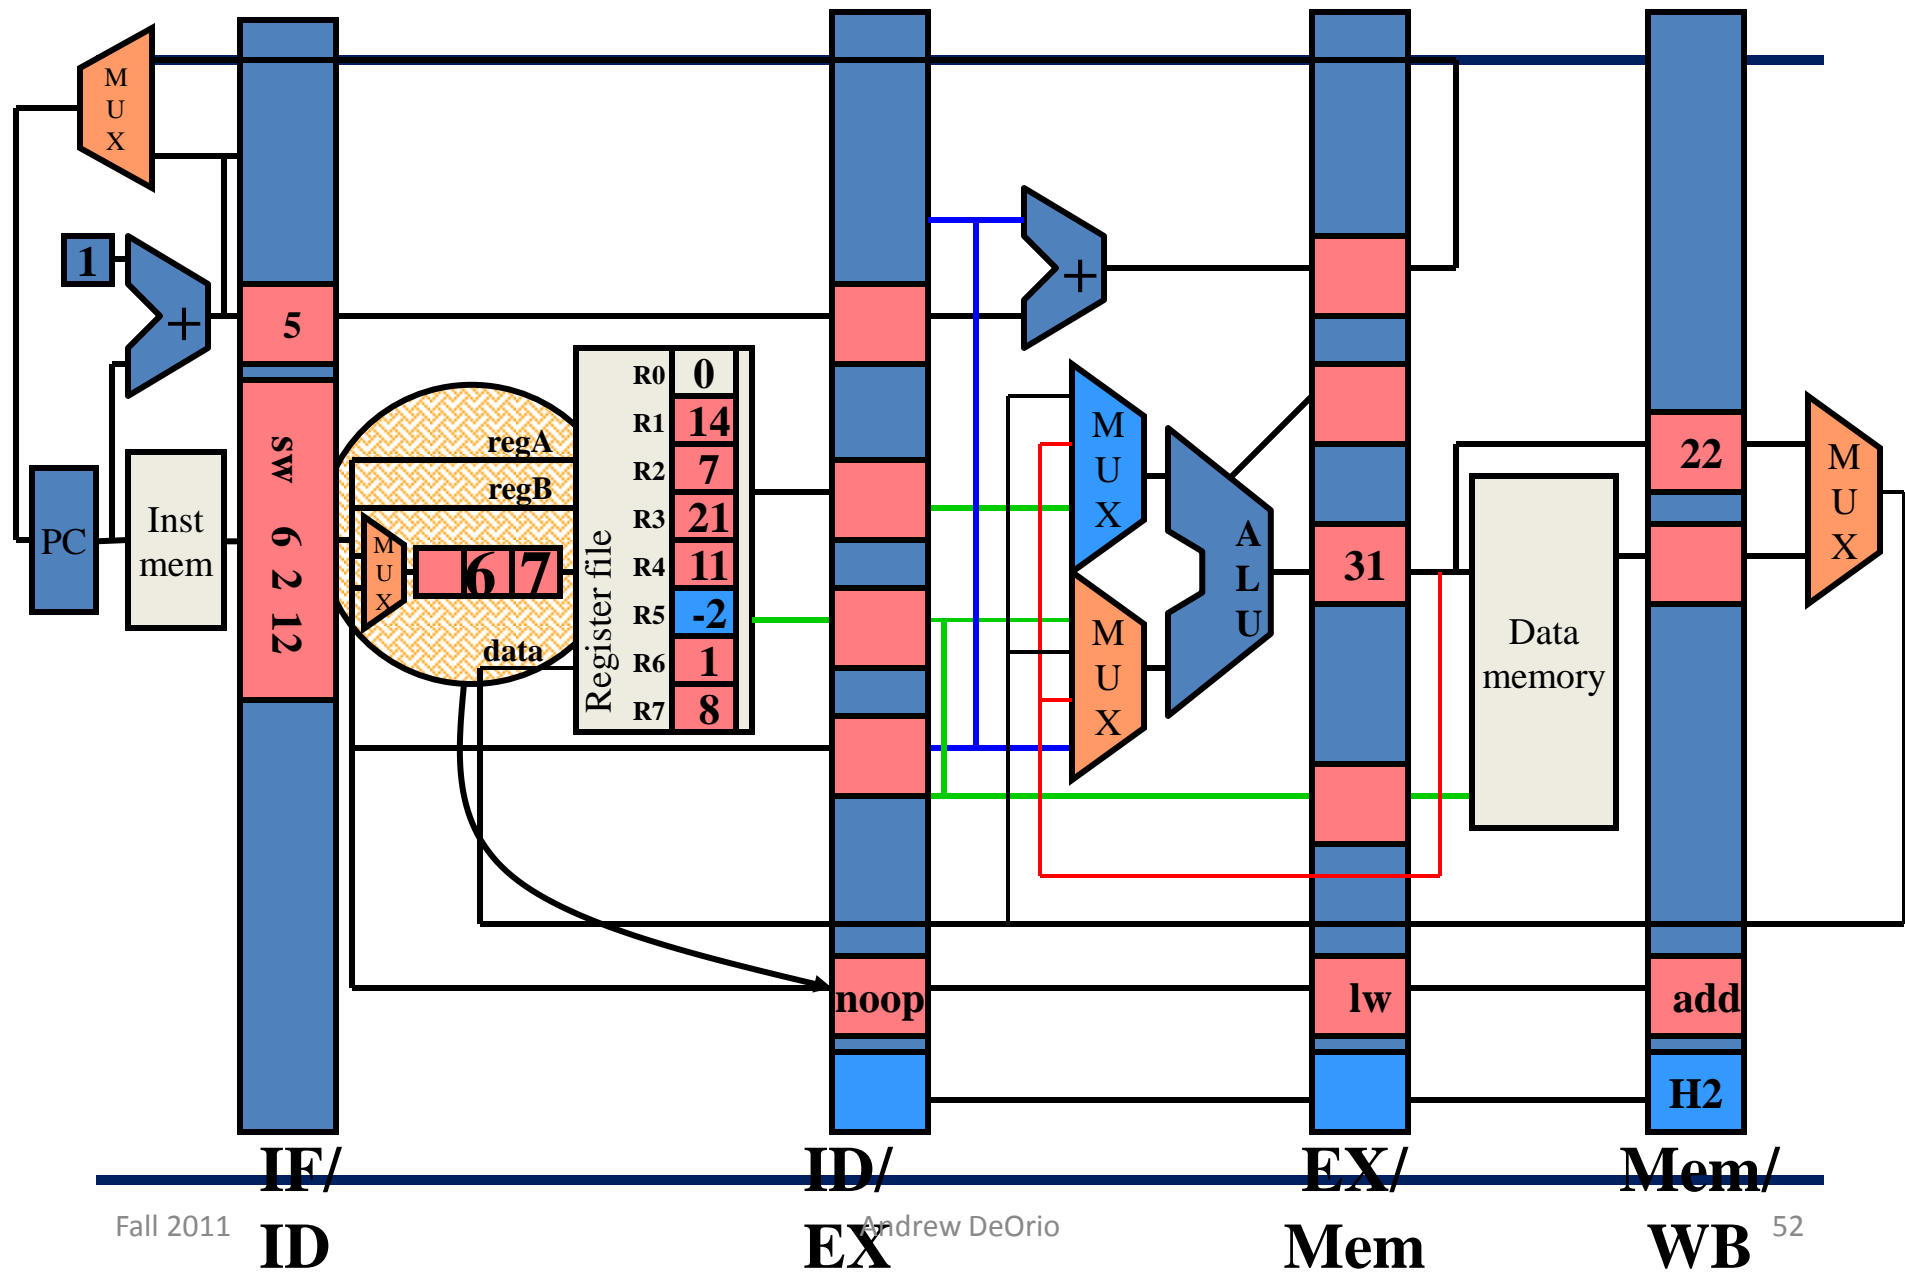 M
U
X
1
+
5
+
R0 0
R1 14
R2 7
R3 21
R4 11
R5 -2
R6 1
R7 8
Register file
regA
regB
data
M
U
X
6 7
sw 6 2 12
PC
Inst
mem
M
U
X
M
U
X
A
L
U
31
22
Data
memory
M
U
X
noop
lw
add
H2
IF/
ID
ID/
EX
EX/
Mem
Mem/
WB
Fall 2011
Andrew DeOrio
52